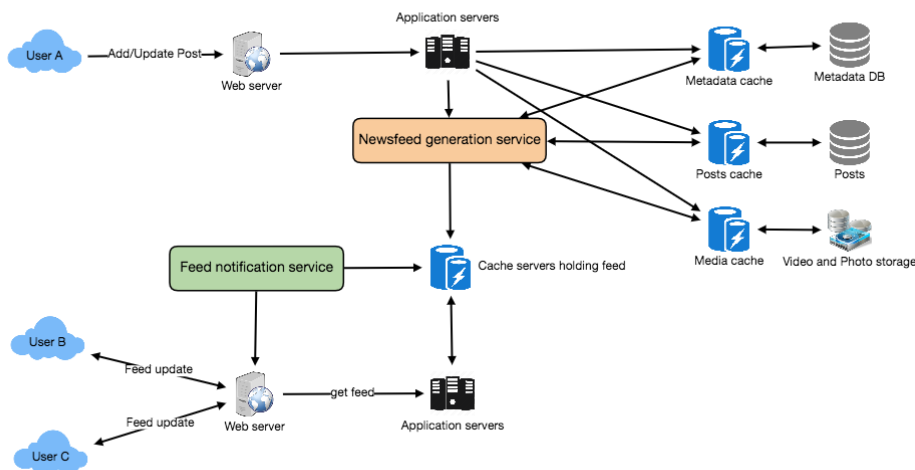 Application servers
User A
Add/Update Post
Web server
Metadata cache
Metadata DB
Newsfeed generation service
Posts cache
Posts
Feed notification service
Cache servers holding feed
Media cache
Video and Photo storage
User B
Feed update
get feed
Feed update
Web server
Application servers
User C